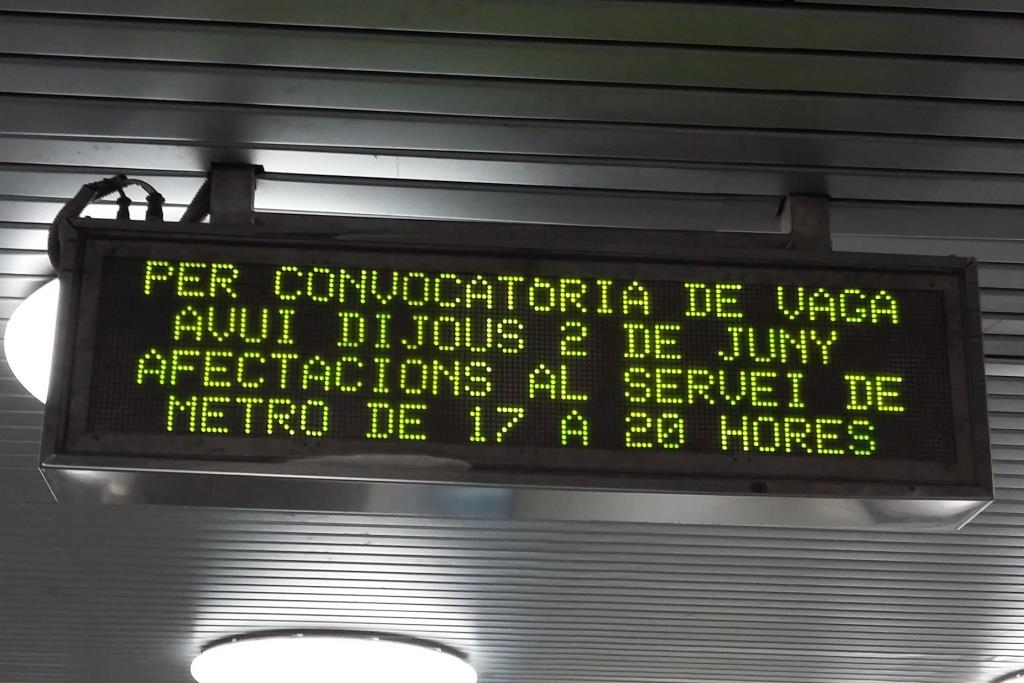 PER CONVOCATORIA DE VAGA
AVUI DIJOUS 2 DE JUNY
AFECTACIONS AL SERVEI DE
METRO DE 17 A 20 HORES